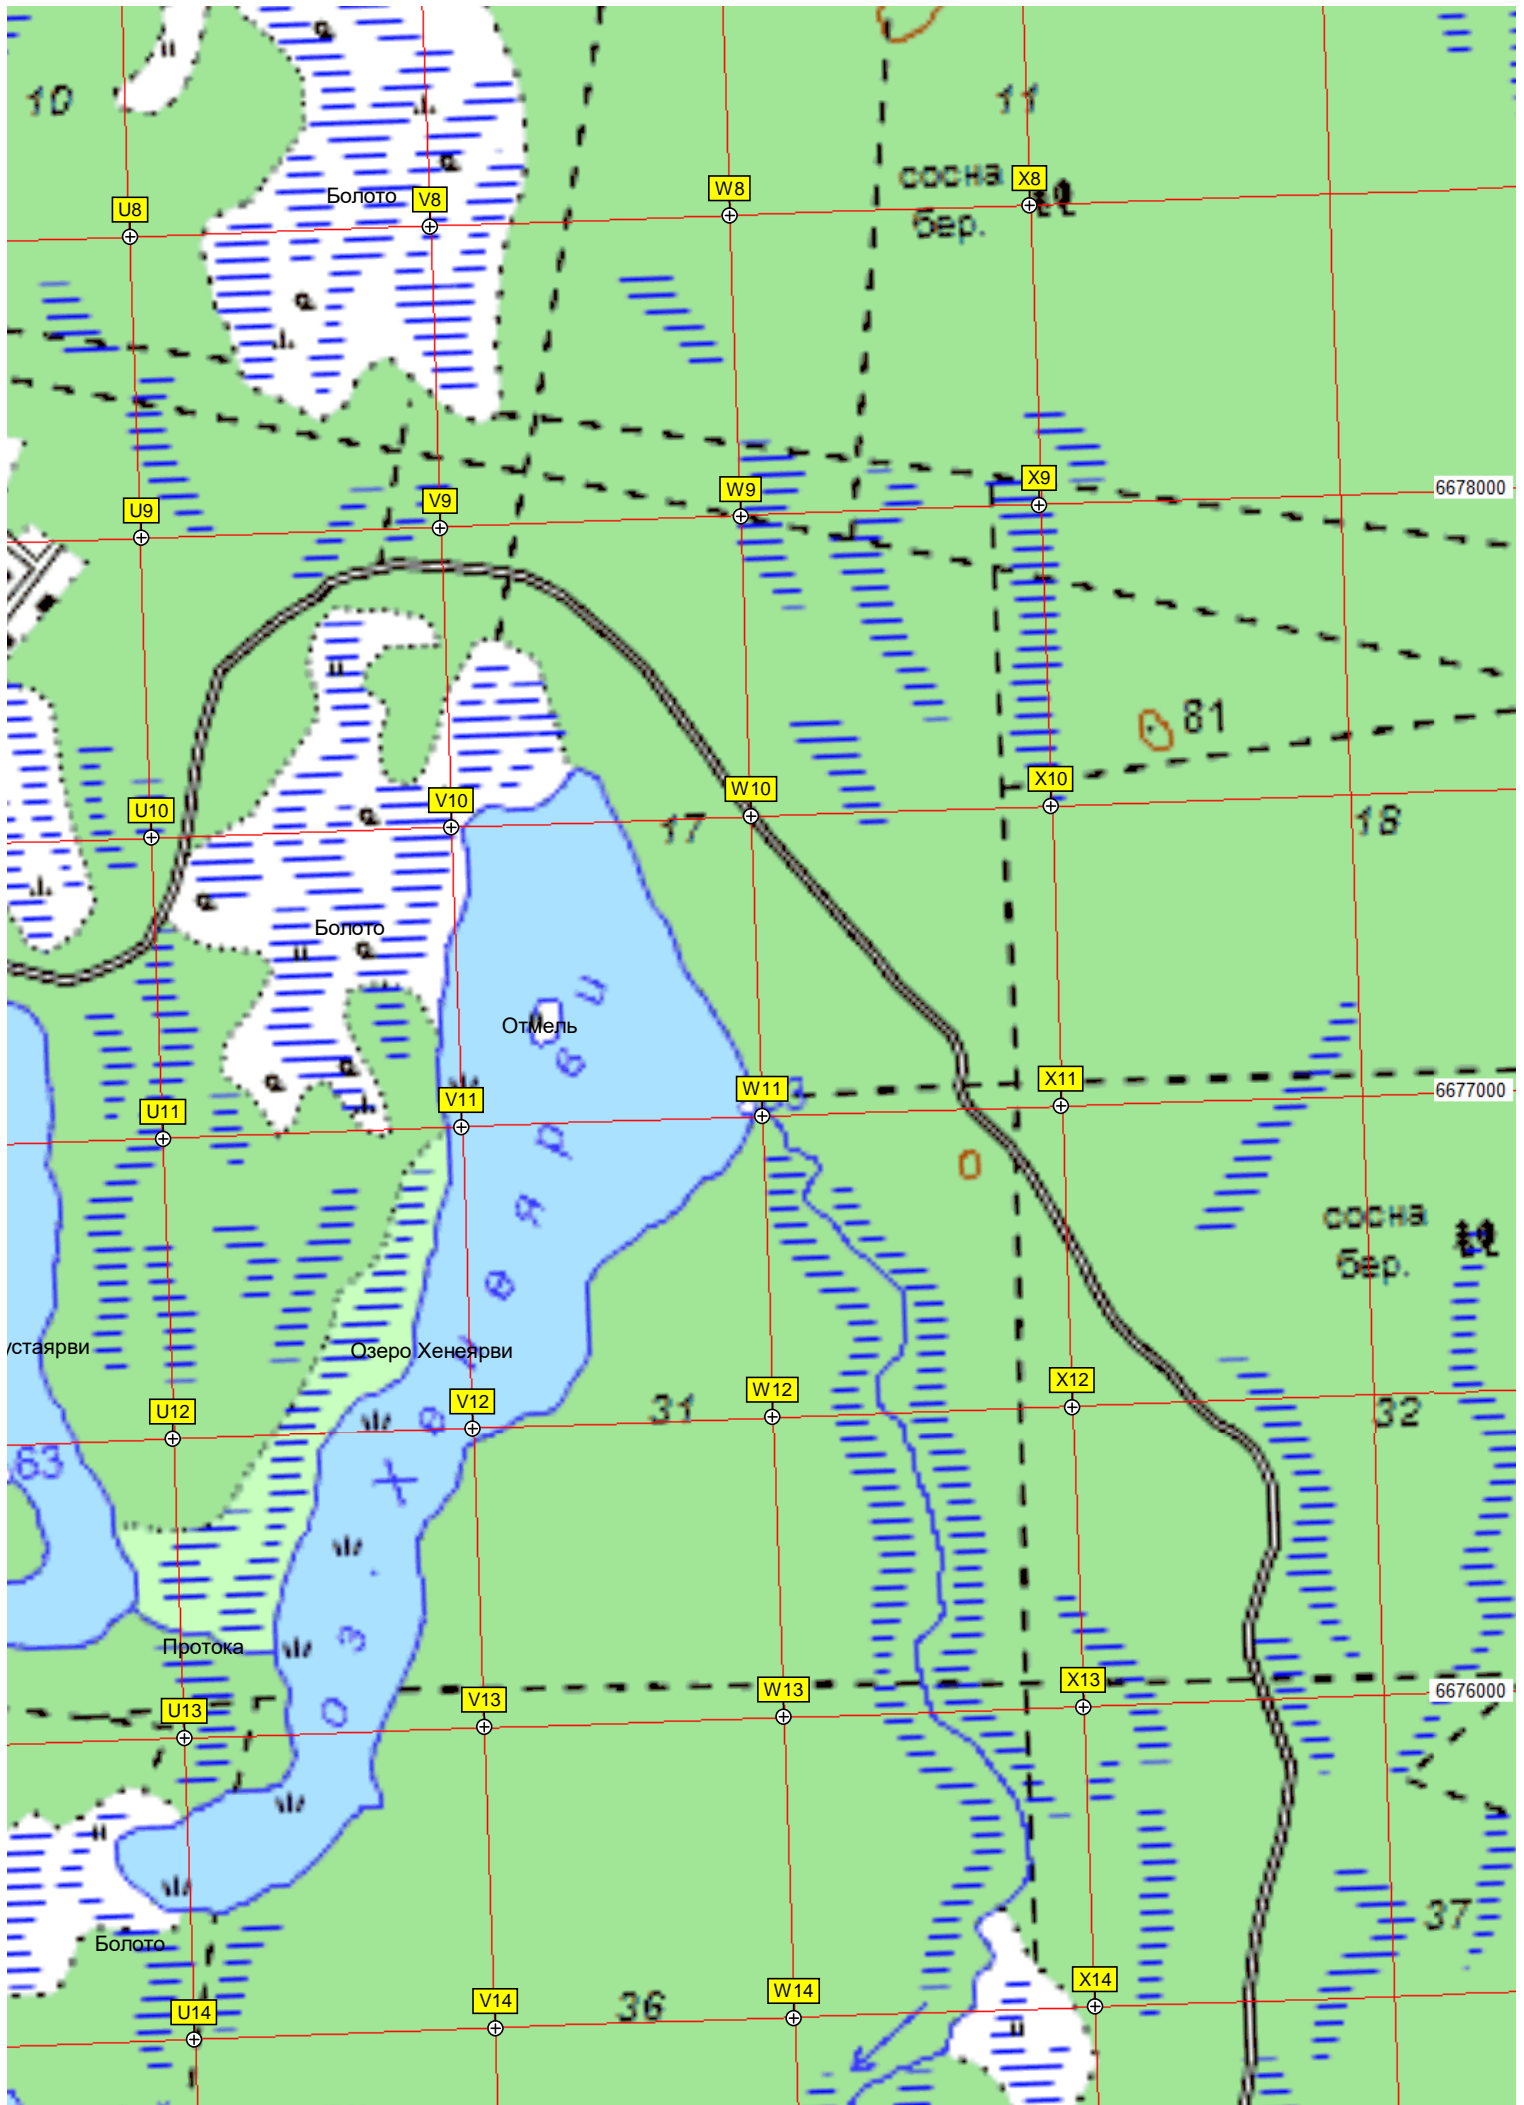 10
11
сосна
бер.
X8
W8
V8
Болото
U8
X9
6678000
W9
V9
U9
81
X10
W10
V10
U10
17
18
Болото
Отмель
X11
6677000
W11
V11
U11
0
сосна
бер.
оз. Хенеярви
устаярви
Озеро Хенеярви
X12
W12
V12
U12
31
32
63
Протока
X13
6676000
W13
V13
U13
37
Болото
X14
W14
V14
U14
36